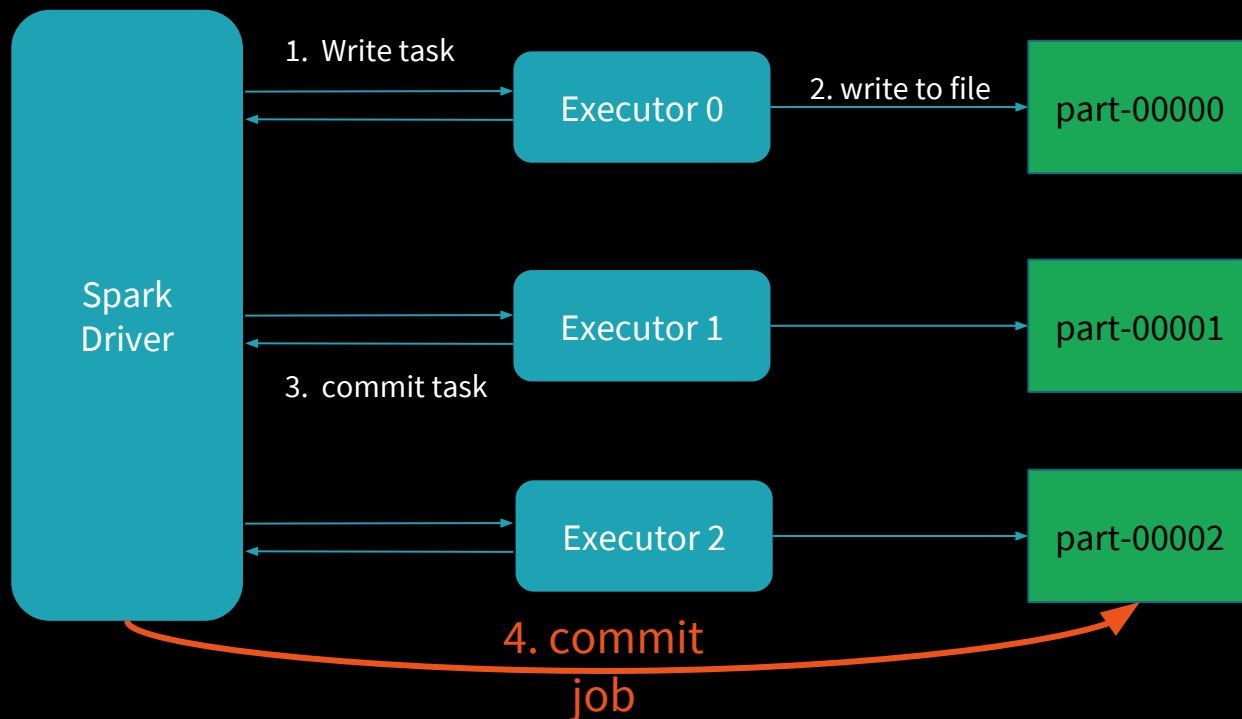 1. Write task
Executor 0
2. write to file
part-00000
Spark
Driver
Executor 1
part-00001
3. commit task
Executor 2
part-00002
4. commit
job